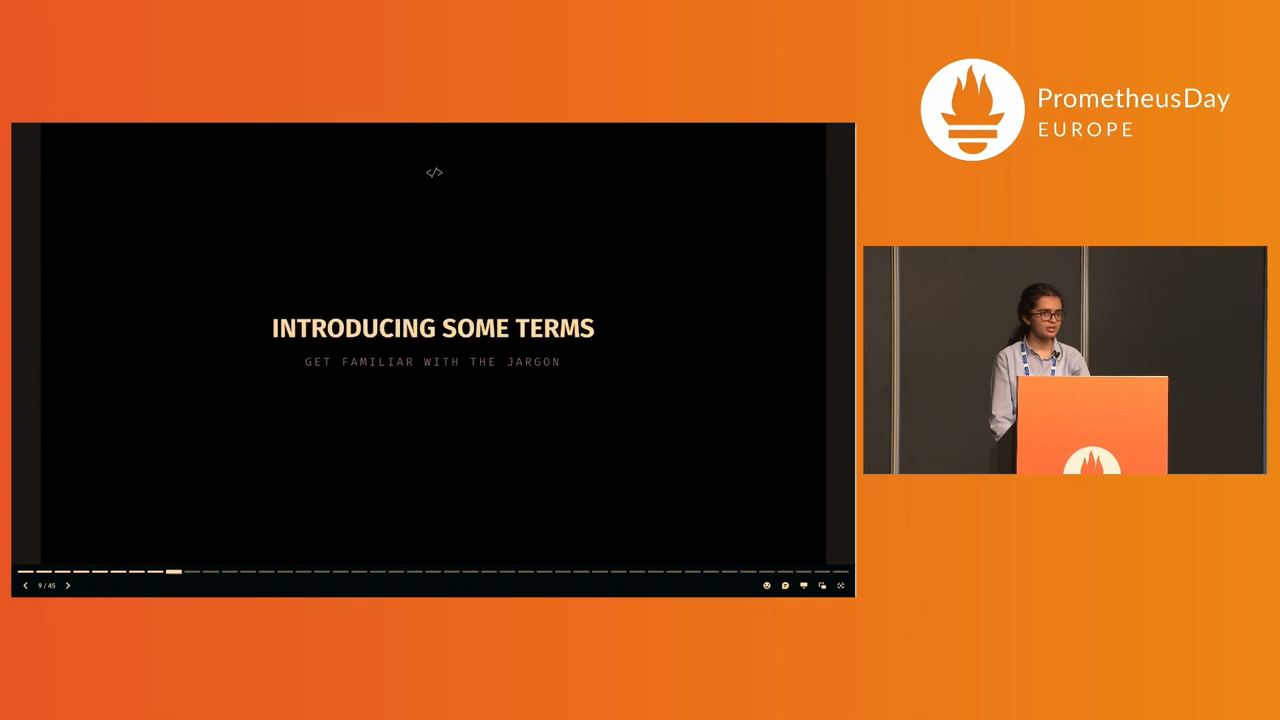 PrometheusDay
EUROPE
</>
INTRODUCING SOME TERMS
GET FAMILIAR WITH THE JARGON
9 / 45